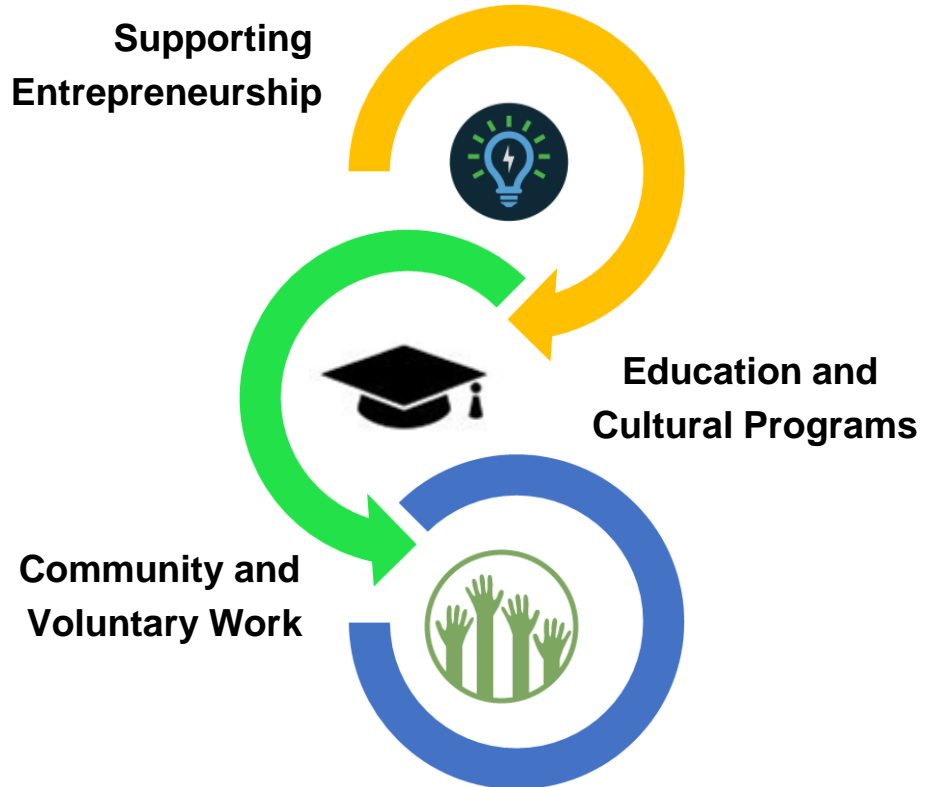 Supporting
Entrepreneurship
Education and
Cultural Programs
Community and
Voluntary Work